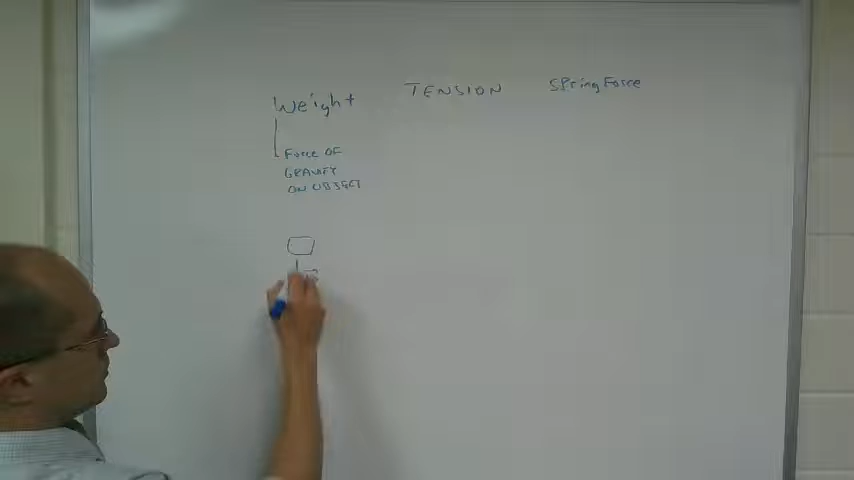 Weight
TENSION
Spring Force
Force OF
GRAVITY
ON OBJECT